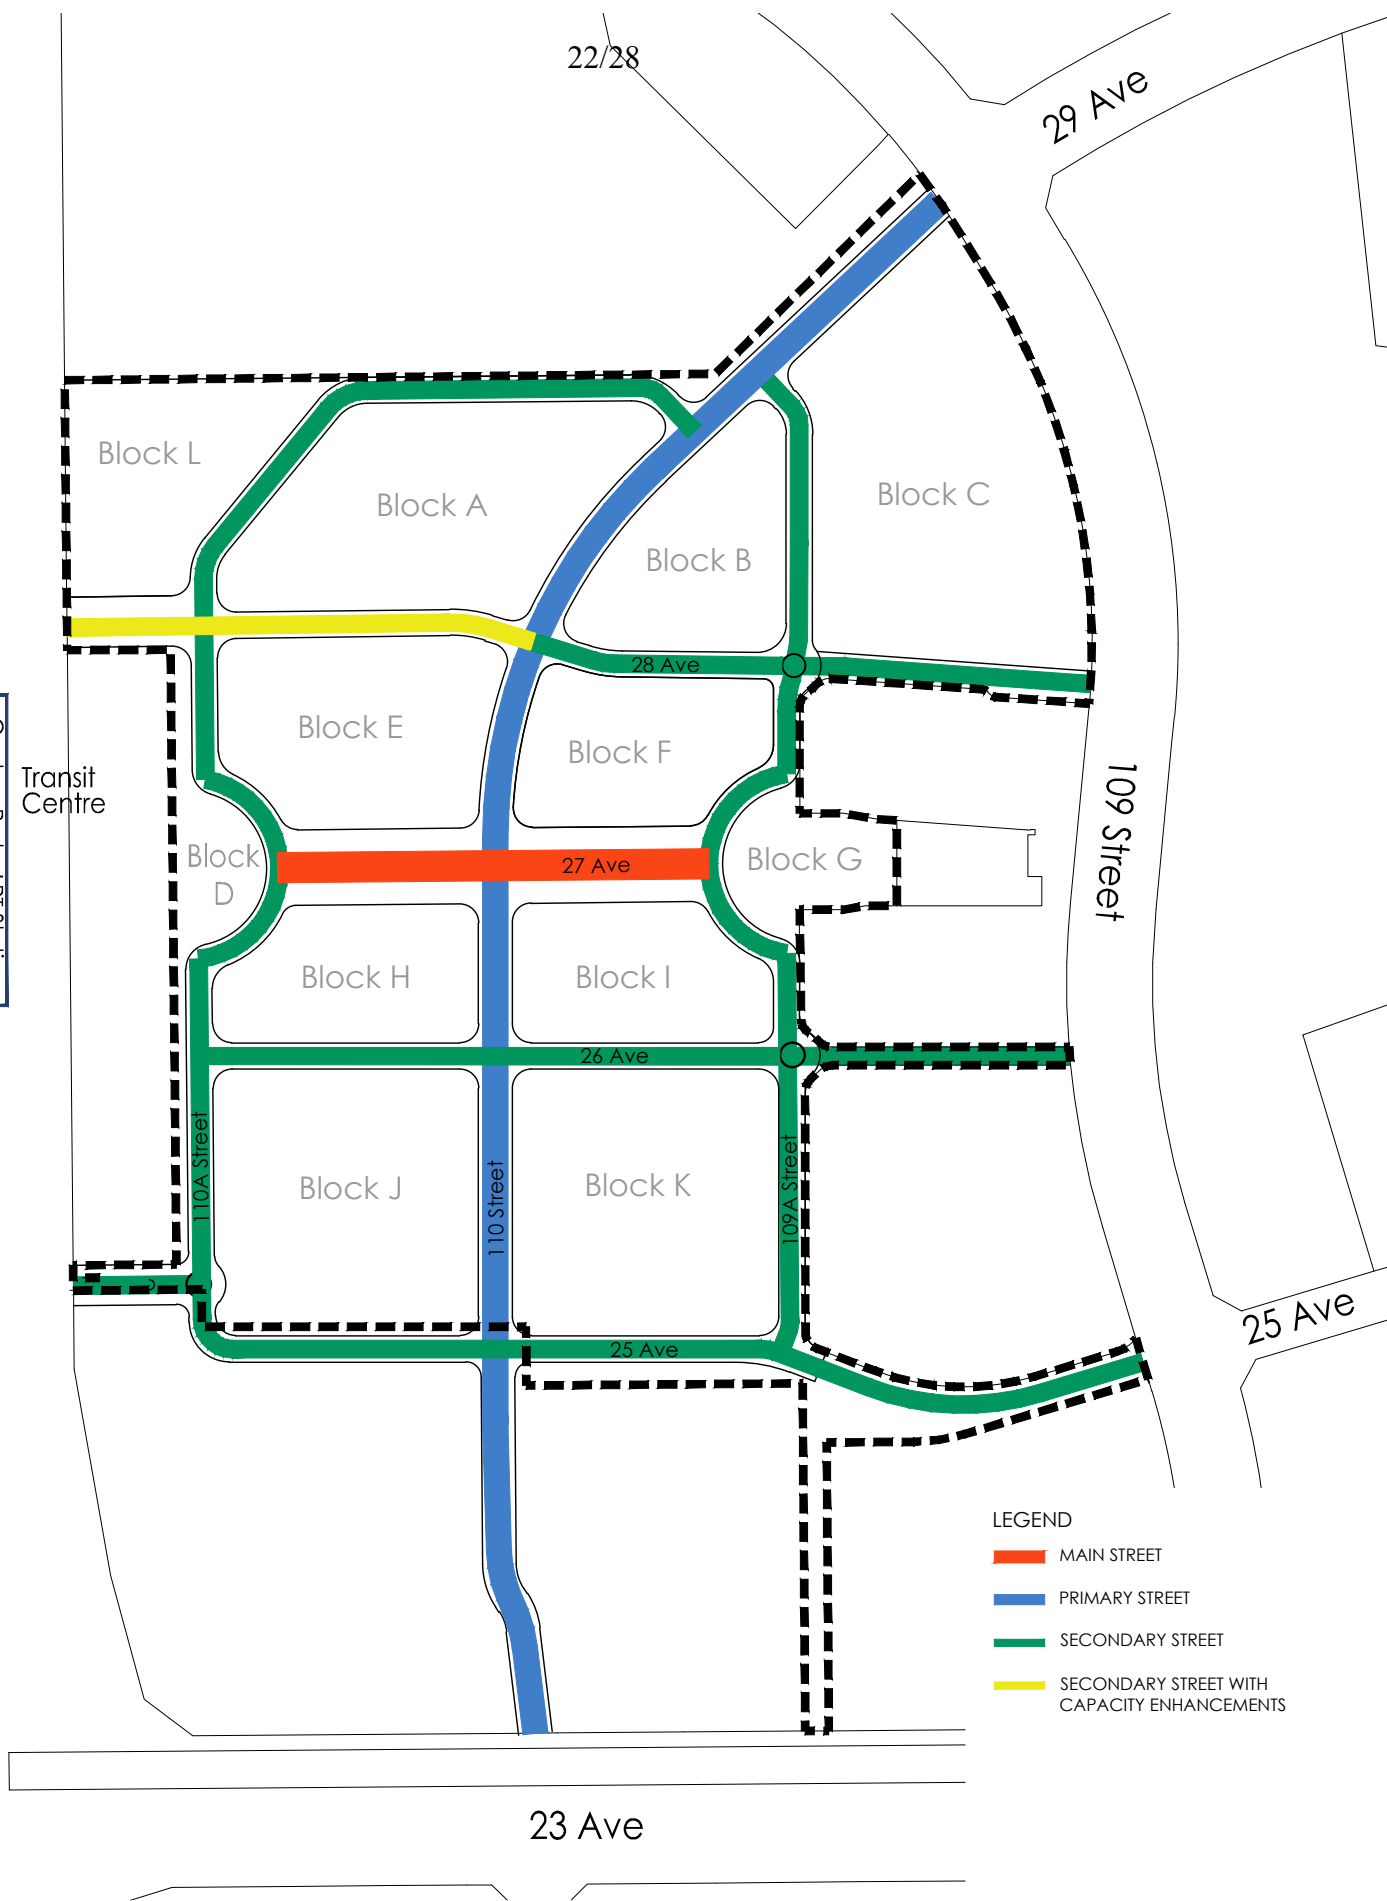 22/28
29 Ave
Block L
Block A
Block C
Block B
28 Ave
Block E
Block F
Transit
Centre
109 Street
Block
D
27 Ave
Block G
Block H
Block I
26 Ave
110A Street
110 Street
109A Street
Block J
Block K
25 Ave
25 Ave
LEGEND
MAIN STREET
PRIMARY STREET
SECONDARY STREET
SECONDARY STREET WITH
CAPACITY ENHANCEMENTS
23 Ave